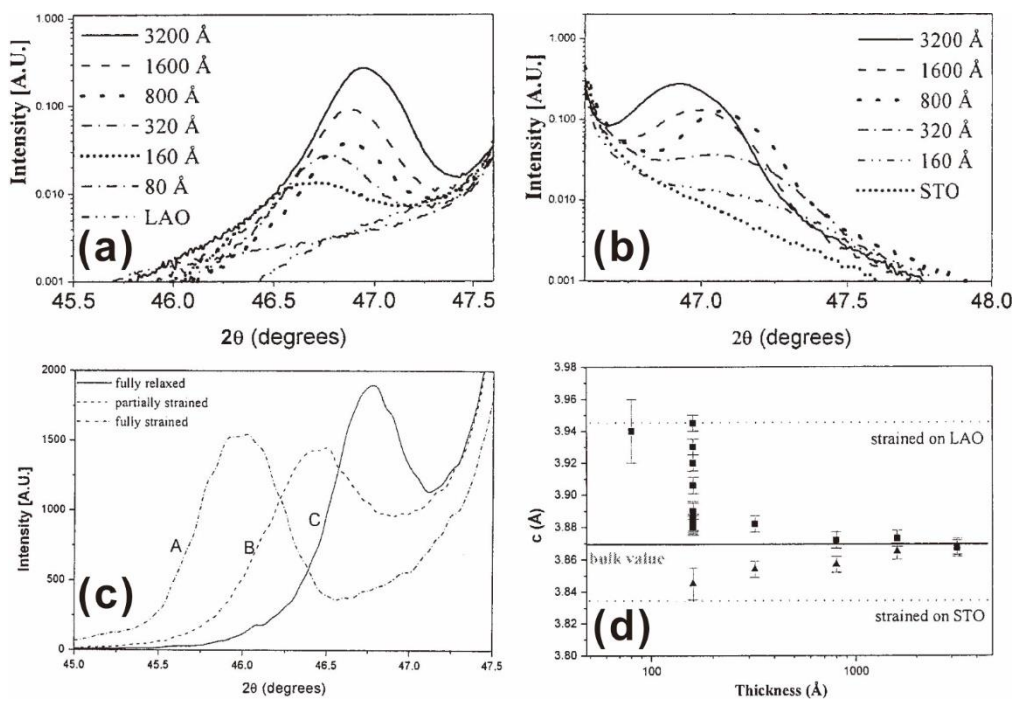 Intensity [A.U.]
1.000
0.100
0.010
0.001
3200 Å
1600 Å
800 Å
320 Å
160 Å
80 Å
LAO
(a)
45.5 46.0 46.5 47.0 47.5
2θ (degrees)
Intensity [A.U.]
1.000
0.100
0.010
0.001
3200 Å
1600 Å
800 Å
320 Å
160 Å
STO
(b)
47.0 47.5 48.0
2θ (degrees)
Intensity [A.U.]
2000
1500
1000
500
0
fully relaxed
partially strained
fully strained
A
B
C
(c)
45.0 45.5 46.0 46.5 47.0 47.5
2θ (degrees)
c (Å)
3.98
3.96
3.94
3.92
3.90
3.88
3.86
3.84
3.82
3.80
strained on LAO
bulk value
strained on STO
(d)
100 1000
Thickness (Å)